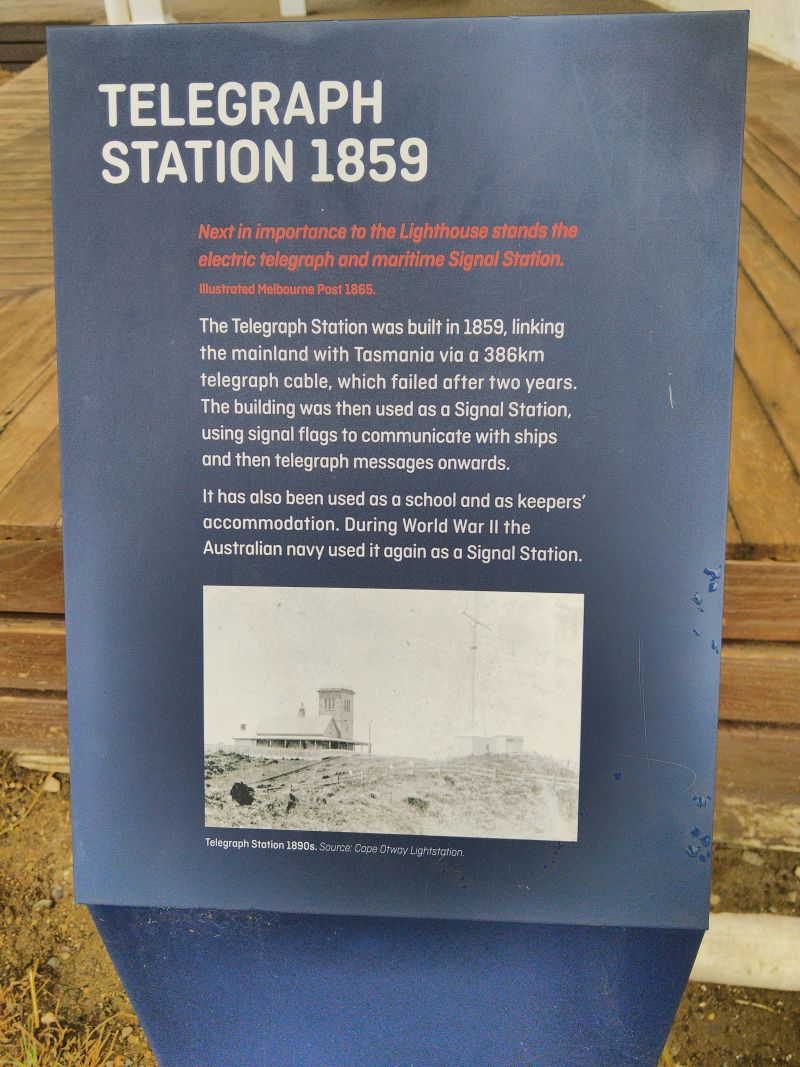 TELEGRAPH
STATION 1859
Next in importance to the Lighthouse stands the
electric telegraph and maritime Signal Station.
Illustrated Melbourne Post 1865.
The Telegraph Station was built in 1859, linking
the mainland with Tasmania via a 386km
telegraph cable, which failed after two years.
The building was then used as a Signal Station,
using signal flags to communicate with ships
and then telegraph messages onwards.
It has also been used as a school and as keepers’
accommodation. During World War II the
Australian navy used it again as a Signal Station.
Telegraph Station 1890s. Source: Cape Otway Lightstation.